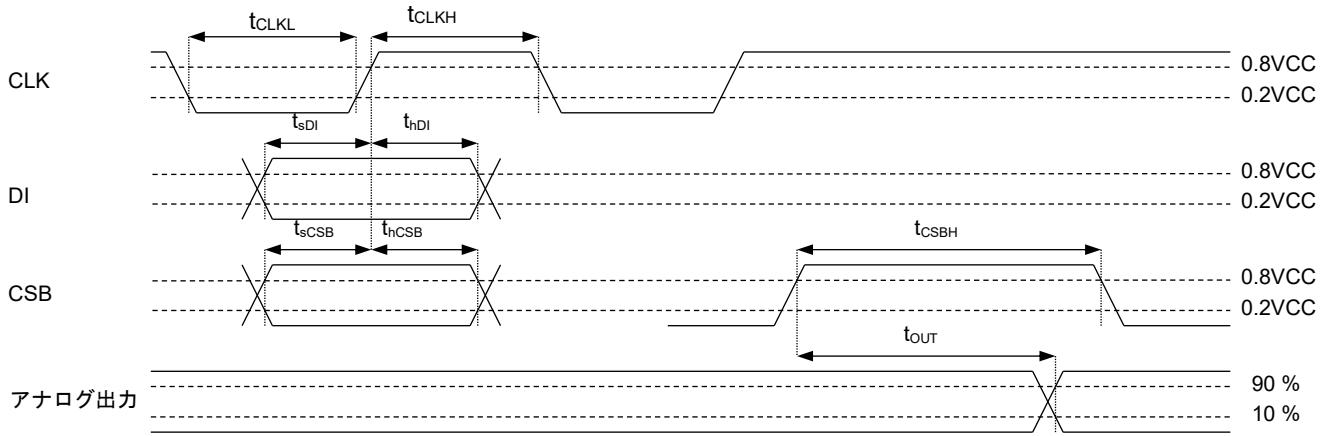 tCLKL
tCLKH
CLK
0.8VCC
0.2VCC
tsDI
thDI
DI
0.8VCC
0.2VCC
tsCSB
thCSB
tCSBH
CSB
0.8VCC
0.2VCC
tOUT
アナログ出力
90 %
10 %